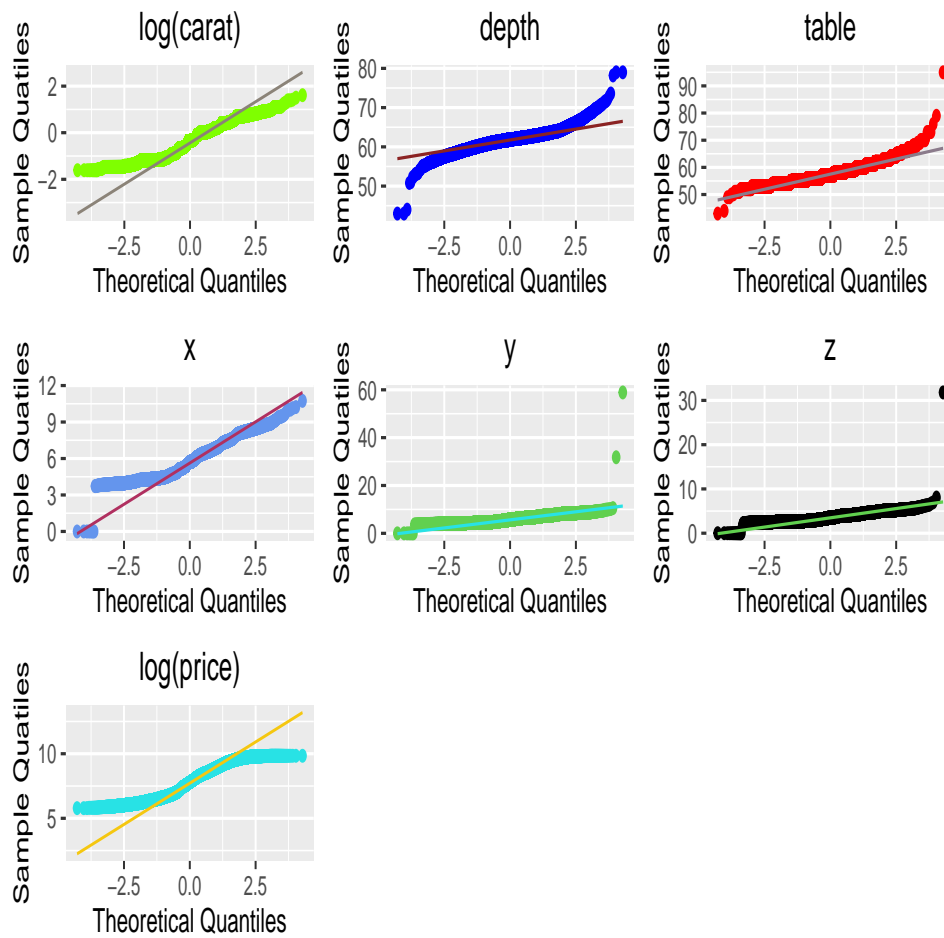 log(carat)
Sample Quatiles
2
0
−2
−2.5 0.0 2.5
Theoretical Quantiles
depth
Sample Quatiles
80
70
60
50
−2.5 0.0 2.5
Theoretical Quantiles
table
Sample Quatiles
90
80
70
60
50
−2.5 0.0 2.5
Theoretical Quantiles
x
Sample Quatiles
12
9
6
3
0
−2.5 0.0 2.5
Theoretical Quantiles
y
Sample Quatiles
60
40
20
0
−2.5 0.0 2.5
Theoretical Quantiles
z
Sample Quatiles
30
20
10
0
−2.5 0.0 2.5
Theoretical Quantiles
log(price)
Sample Quatiles
10
5
−2.5 0.0 2.5
Theoretical Quantiles